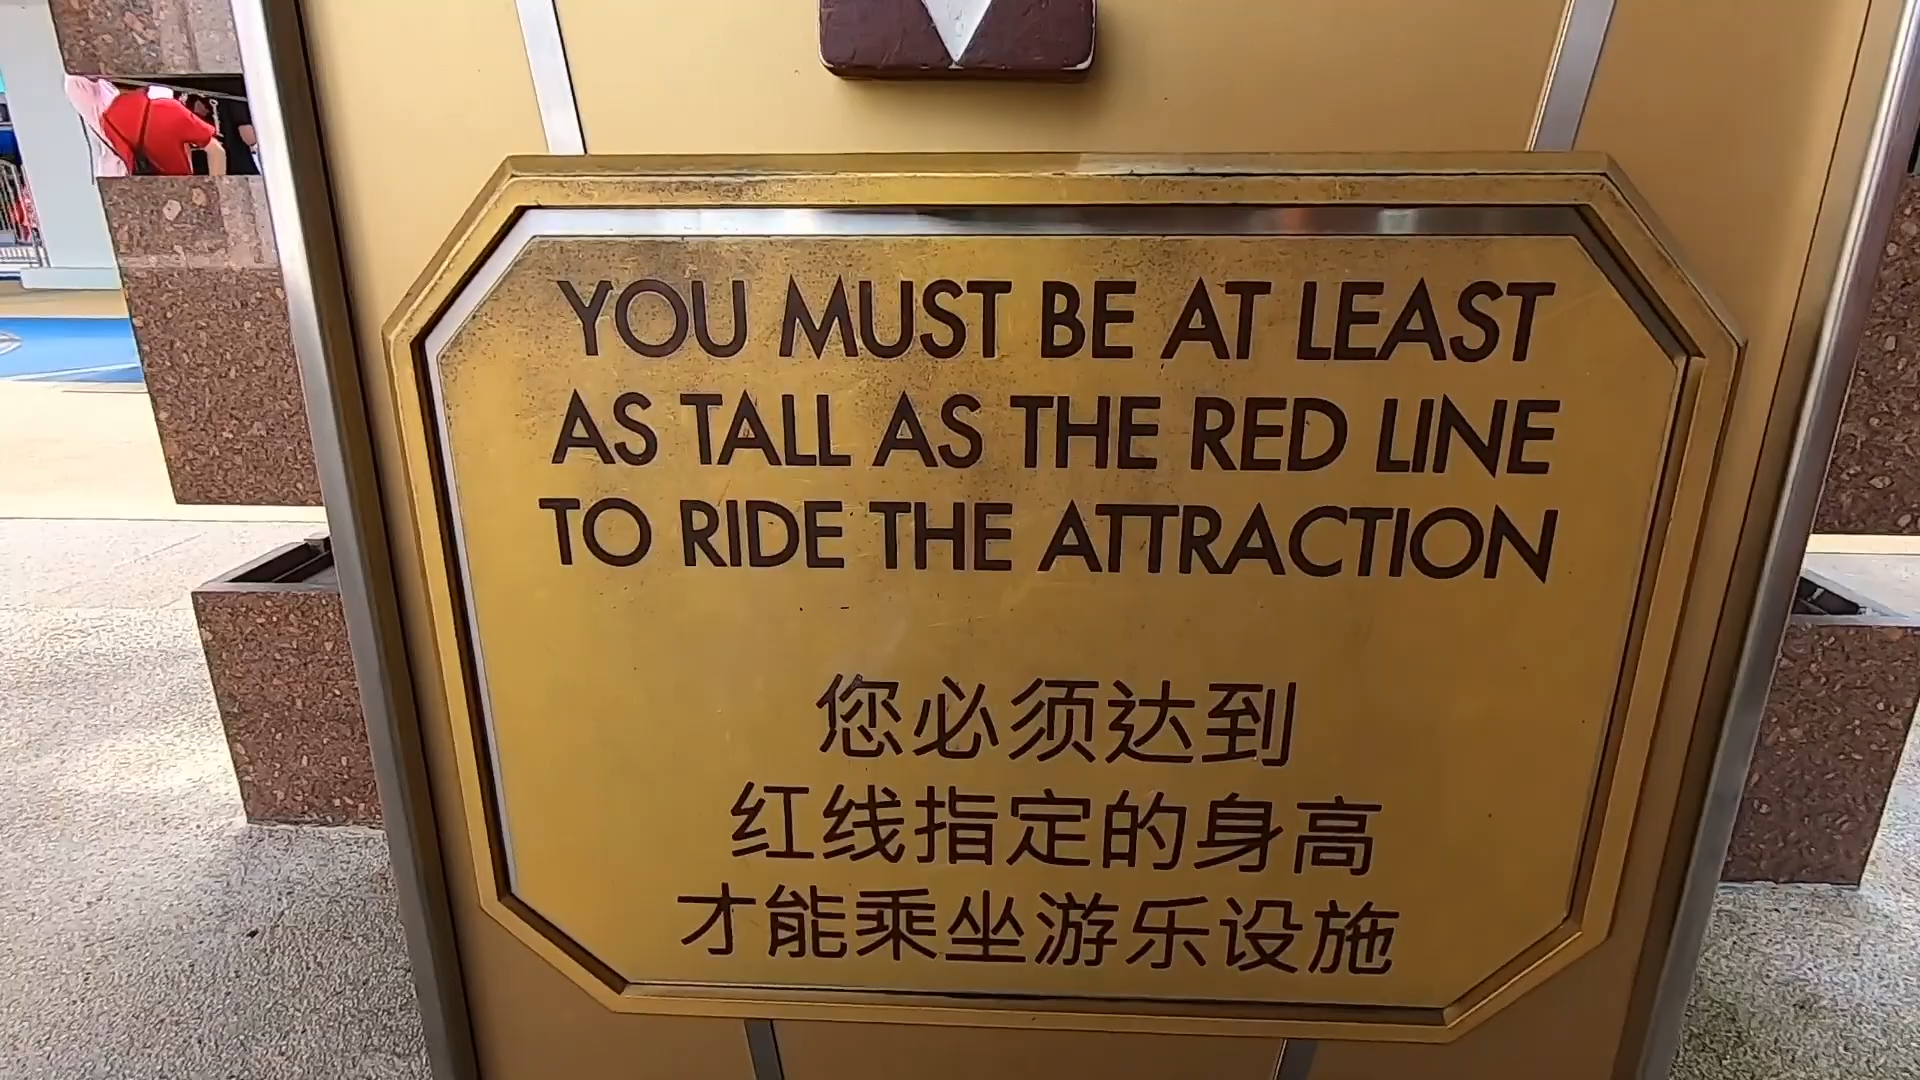 YOU MUST BE AT LEAST
AS TALL AS THE RED LINE
TO RIDE THE ATTRACTION
您必须达到
红线指定的身高
才能乘坐游乐设施